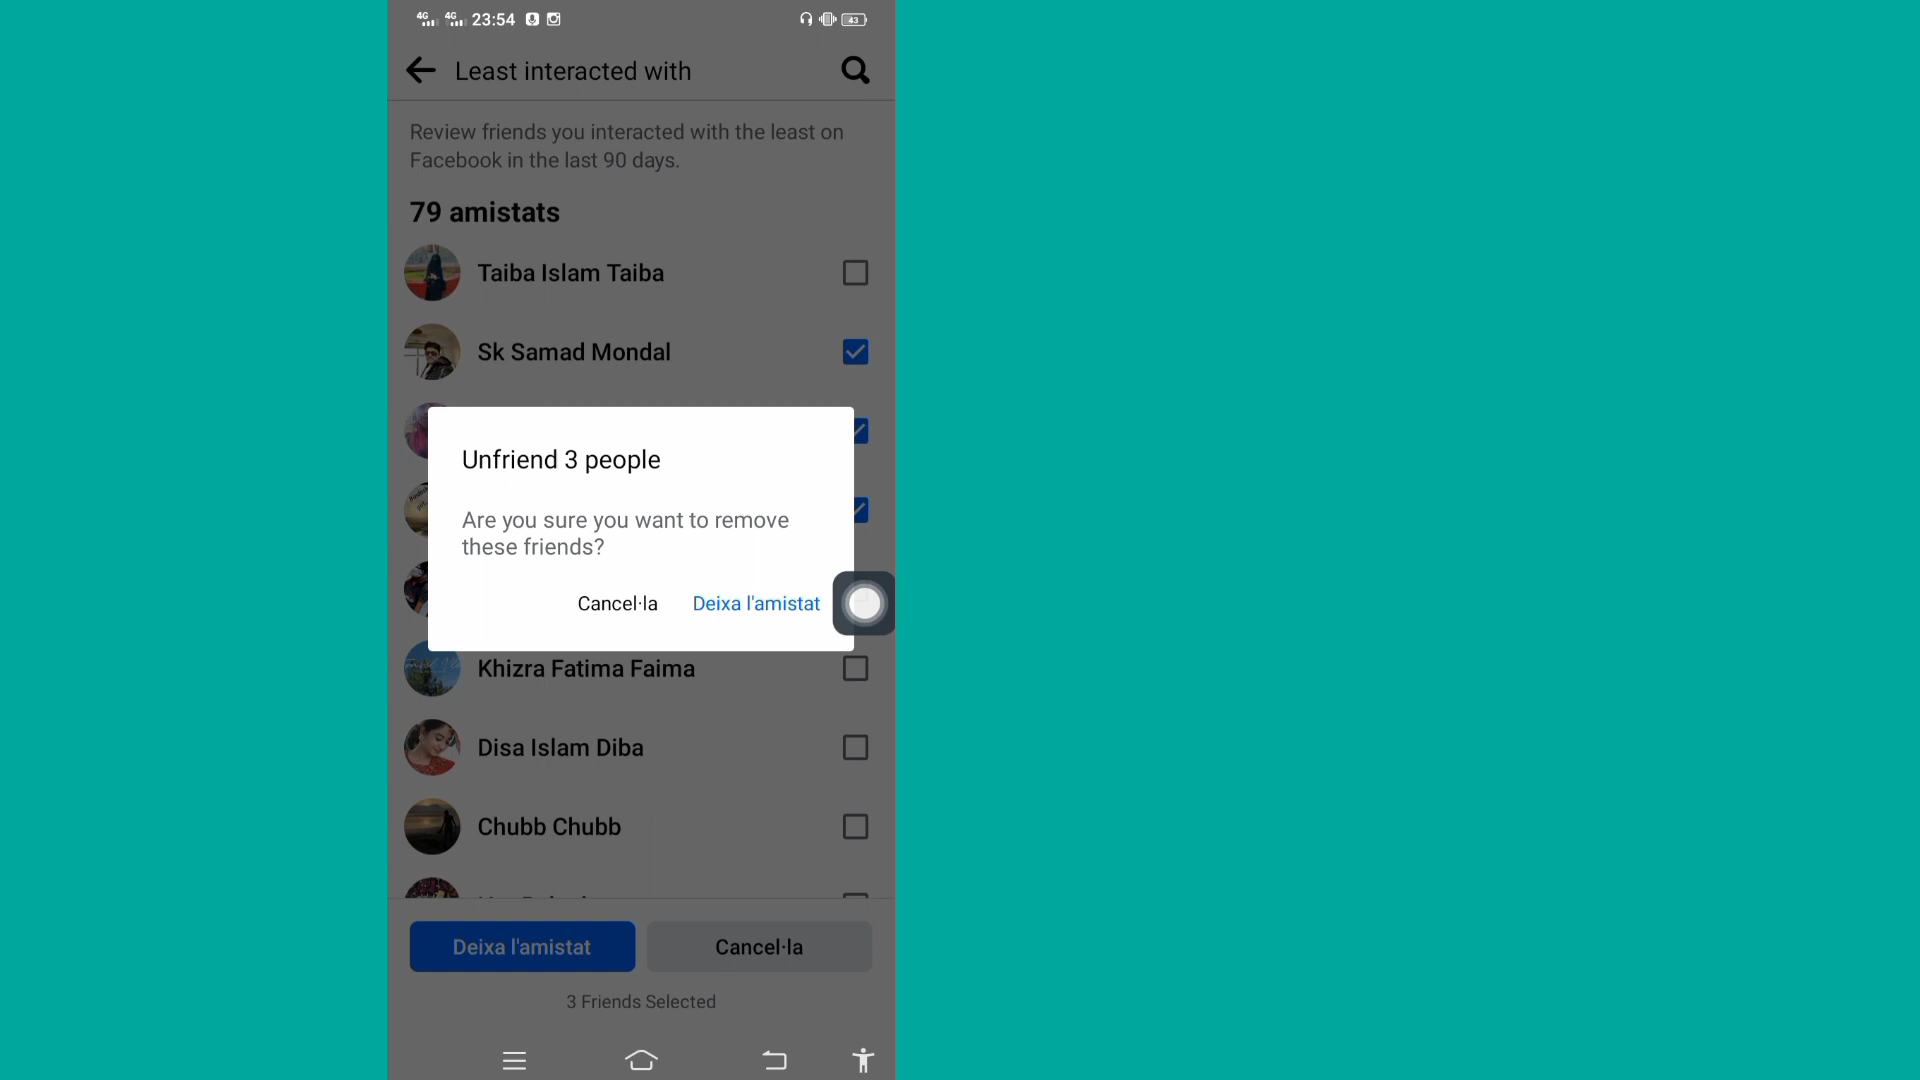 4G 4G 23:54 43
Least interacted with
Review friends you interacted with the least on
Facebook in the last 90 days.
79 amistats
Taiba Islam Taiba
Sk Samad Mondal
Unfriend 3 people
Are you sure you want to remove
these friends?
Cancel·la Deixa l'amistat
Khizra Fatima Faima
Disa Islam Diba
Chubb Chubb
Deixa l'amistat Cancel·la
3 Friends Selected